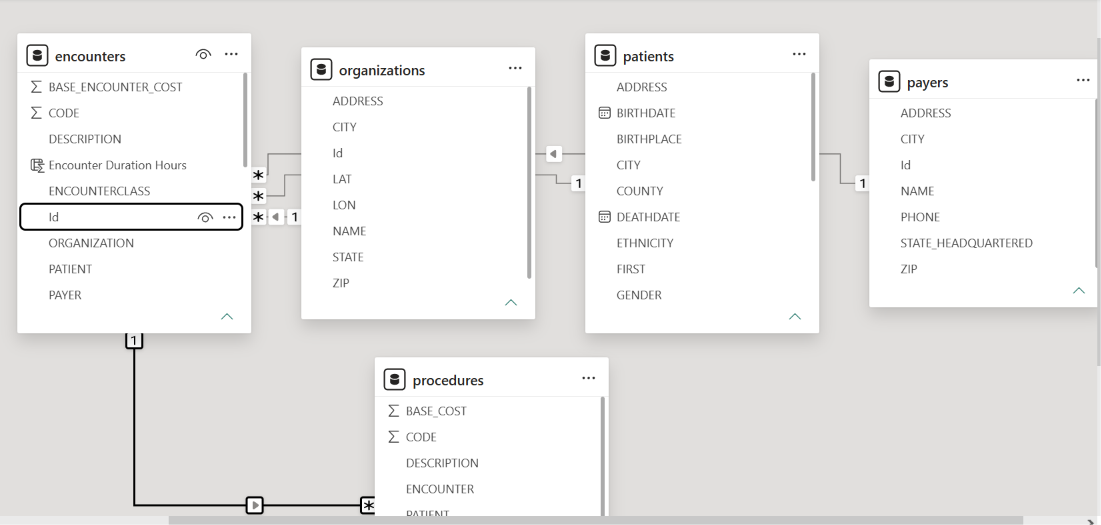 encounters
BASE_ENCOUNTER_COST
CODE
DESCRIPTION
Encounter Duration Hours
ENCOUNTERCLASS
Id
ORGANIZATION
PATIENT
PAYER
organizations
ADDRESS
CITY
Id
LAT
LON
NAME
STATE
ZIP
patients
ADDRESS
BIRTHDATE
BIRTHPLACE
CITY
COUNTY
DEATHDATE
ETHNICITY
FIRST
GENDER
payers
ADDRESS
CITY
Id
NAME
PHONE
STATE_HEADQUARTERED
ZIP
*
*
* 1
1
1
1
*
procedures
BASE_COST
CODE
DESCRIPTION
ENCOUNTER
PATIENT